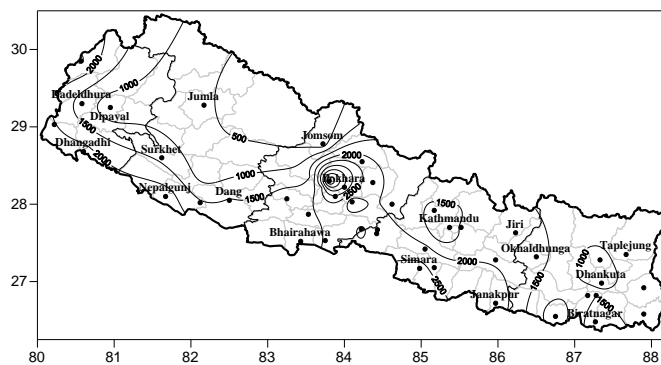 30
2000
1000
Dadeldhura
Dipayal
Jumla
29
1500
500
Dhangadhi
Surkhet
Jomsom
2000
1000
2000
Nepalgunj
Dang
1500
Pokhara
28
2500
1500
Kathmandu
Jiri
Bhairahawa
Okhaldhunga
Taplejung
1000
Simara
2000
1500
Dhankuta
27
2500
Janakpur
1500
Biratnagar
80 81 82 83 84 85 86 87 88